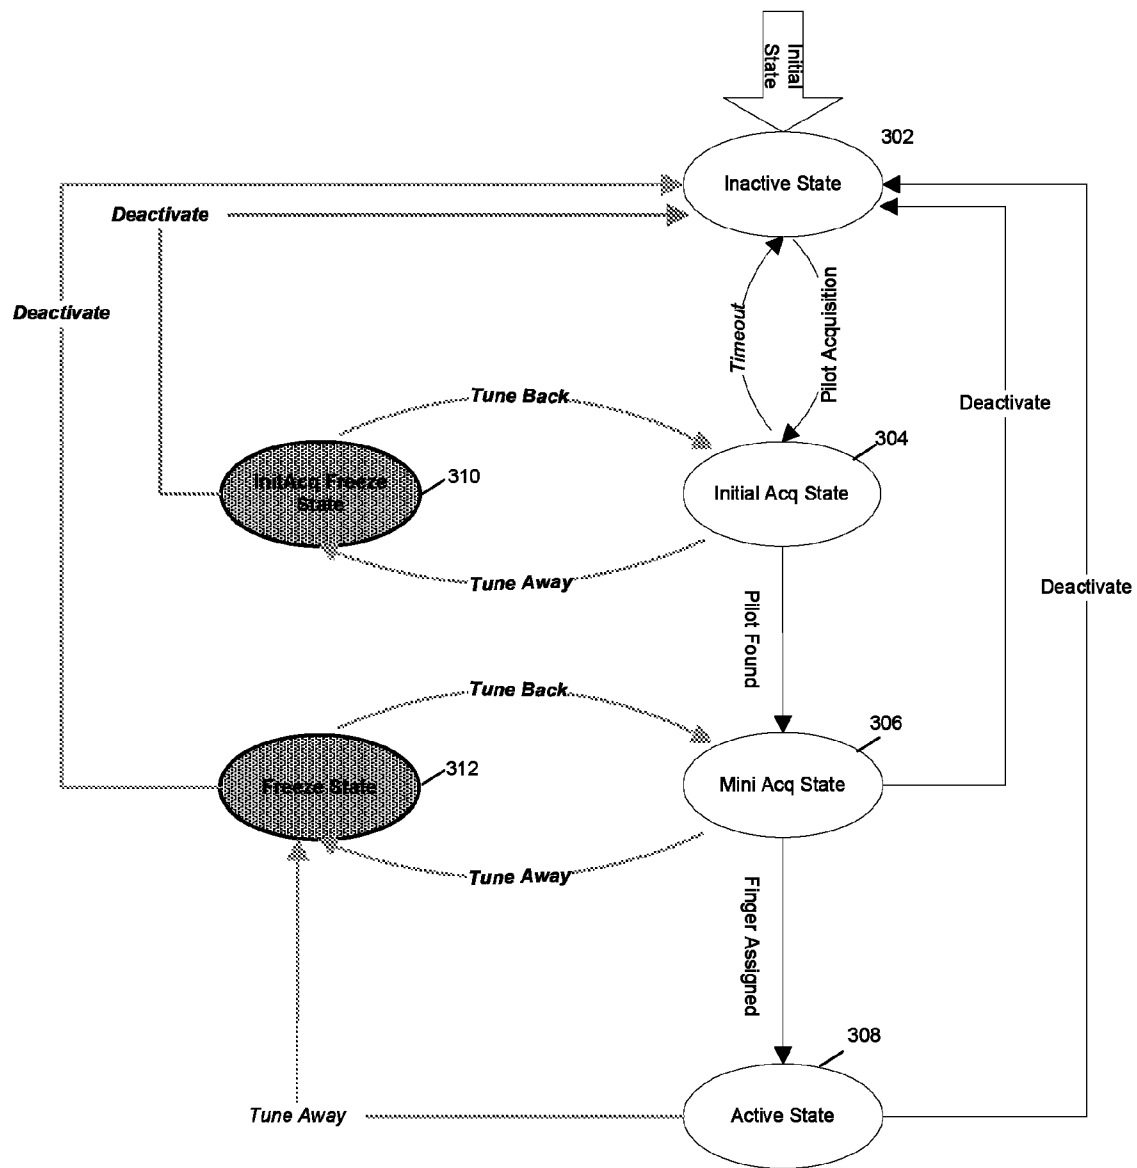 Initial
State
302
Inactive State
Deactivate
Deactivate
Timeout
Pilot Acquisition
Tune Back
Deactivate
304
InitAcq Freeze
State
310
Initial Acq State
Tune Away
Deactivate
Pilot Found
Tune Back
306
312
Freeze State
Mini Acq State
Tune Away
Finger Assigned
308
Tune Away
Active State